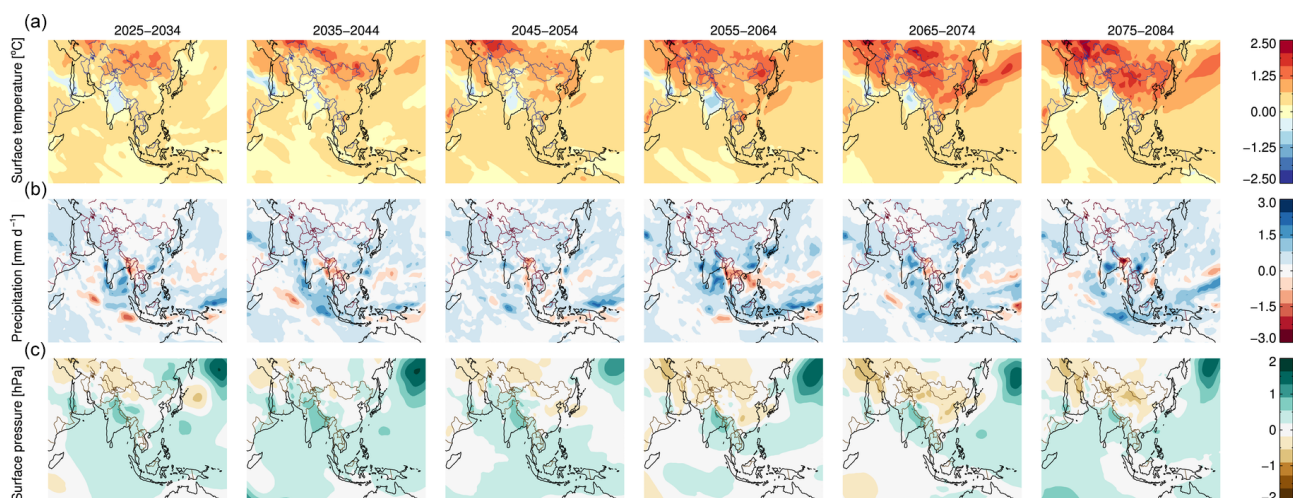 (a)
2025−2034 2035−2044 2045−2054 2055−2064 2065−2074 2075−2084
Surface temperature [°C]
2.50
1.25
0.00
−1.25
−2.50
(b)
Precipitation [mm d⁻¹]
3.0
1.5
0.0
−1.5
−3.0
(c)
Surface pressure [hPa]
2
1
0
−1
−2